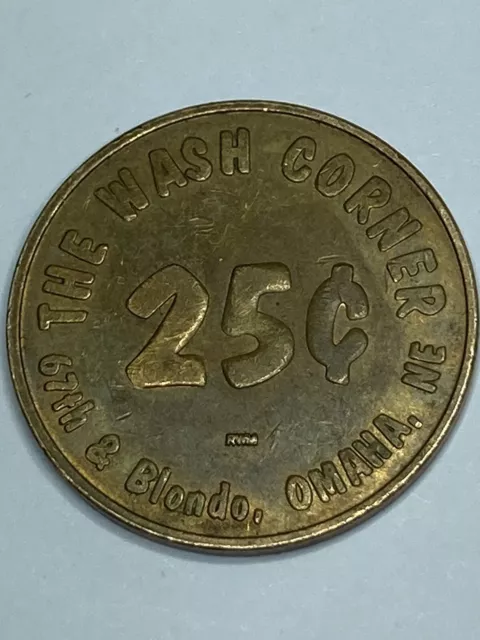 THE WASH CORNER
25¢
67th & Blondo, OMAHA, NE